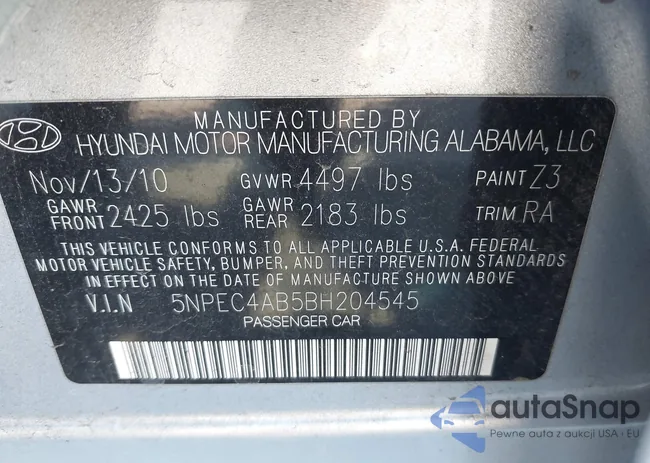 MANUFACTURED BY
HYUNDAI MOTOR MANUFACTURING ALABAMA, LLC
Nov/13/10 GVWR 4497 lbs PAINT Z3
GAWR FRONT 2425 lbs GAWR REAR 2183 lbs TRIM RA
THIS VEHICLE CONFORMS TO ALL APPLICABLE U.S.A. FEDERAL
MOTOR VEHICLE SAFETY, BUMPER, AND THEFT PREVENTION STANDARDS
IN EFFECT ON THE DATE OF MANUFACTURE SHOWN ABOVE
V.I.N 5NPEC4AB5BH204545
PASSENGER CAR
autoSnap
Pewne auta z aukcji USA · EU